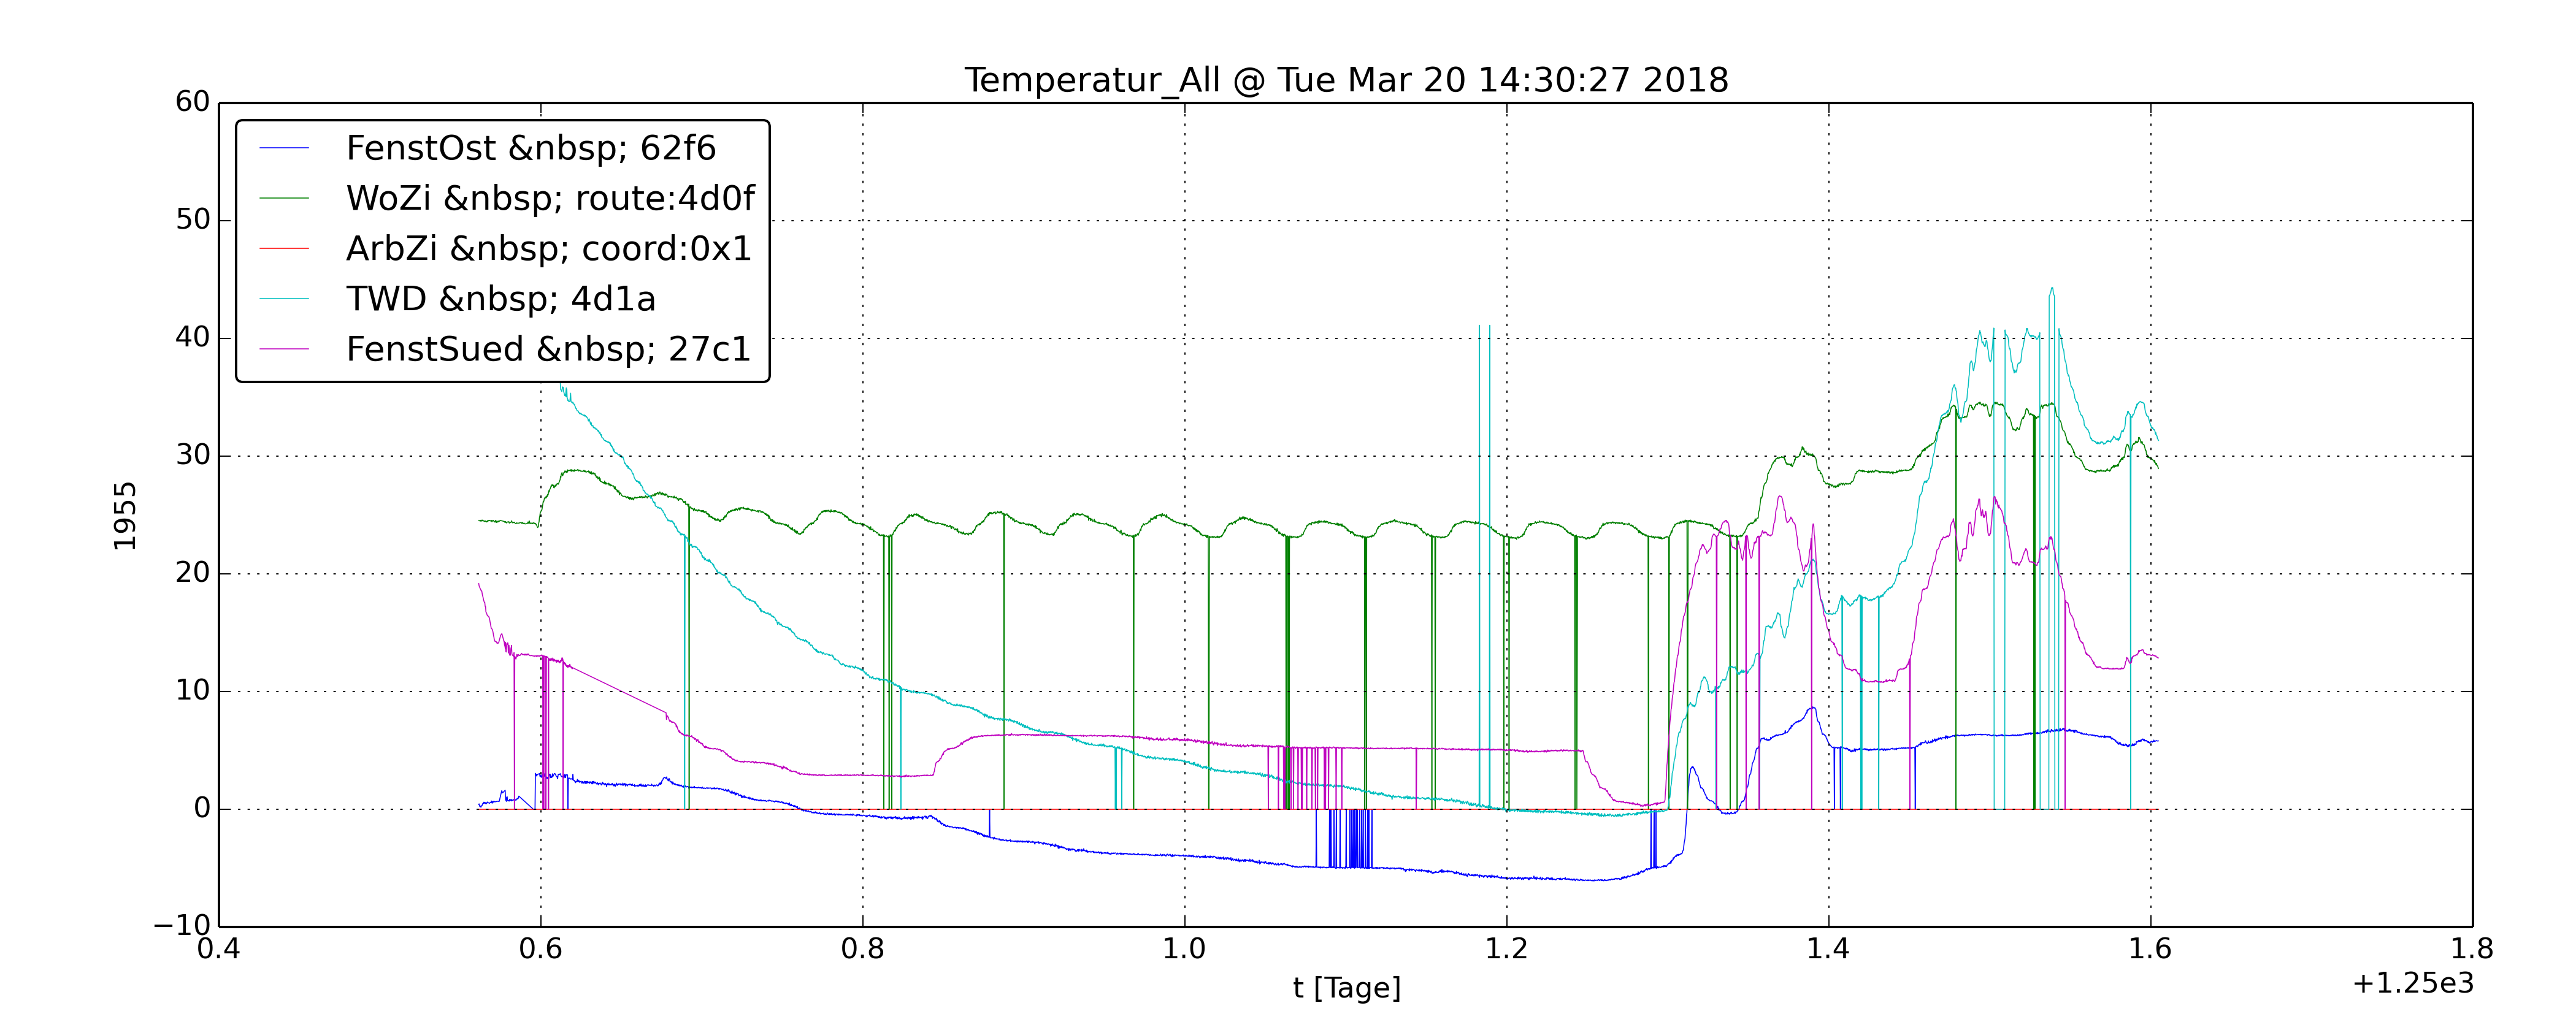 Temperatur_All @ Tue Mar 20 14:30:27 2018
60
50
40
30
20
10
0
−10
1955
FenstOst &nbsp; 62f6
WoZi &nbsp; route:4d0f
ArbZi &nbsp; coord:0x1
TWD &nbsp; 4d1a
FenstSued &nbsp; 27c1
0.4 0.6 0.8 1.0 1.2 1.4 1.6 1.8
t [Tage]
+1.25e3